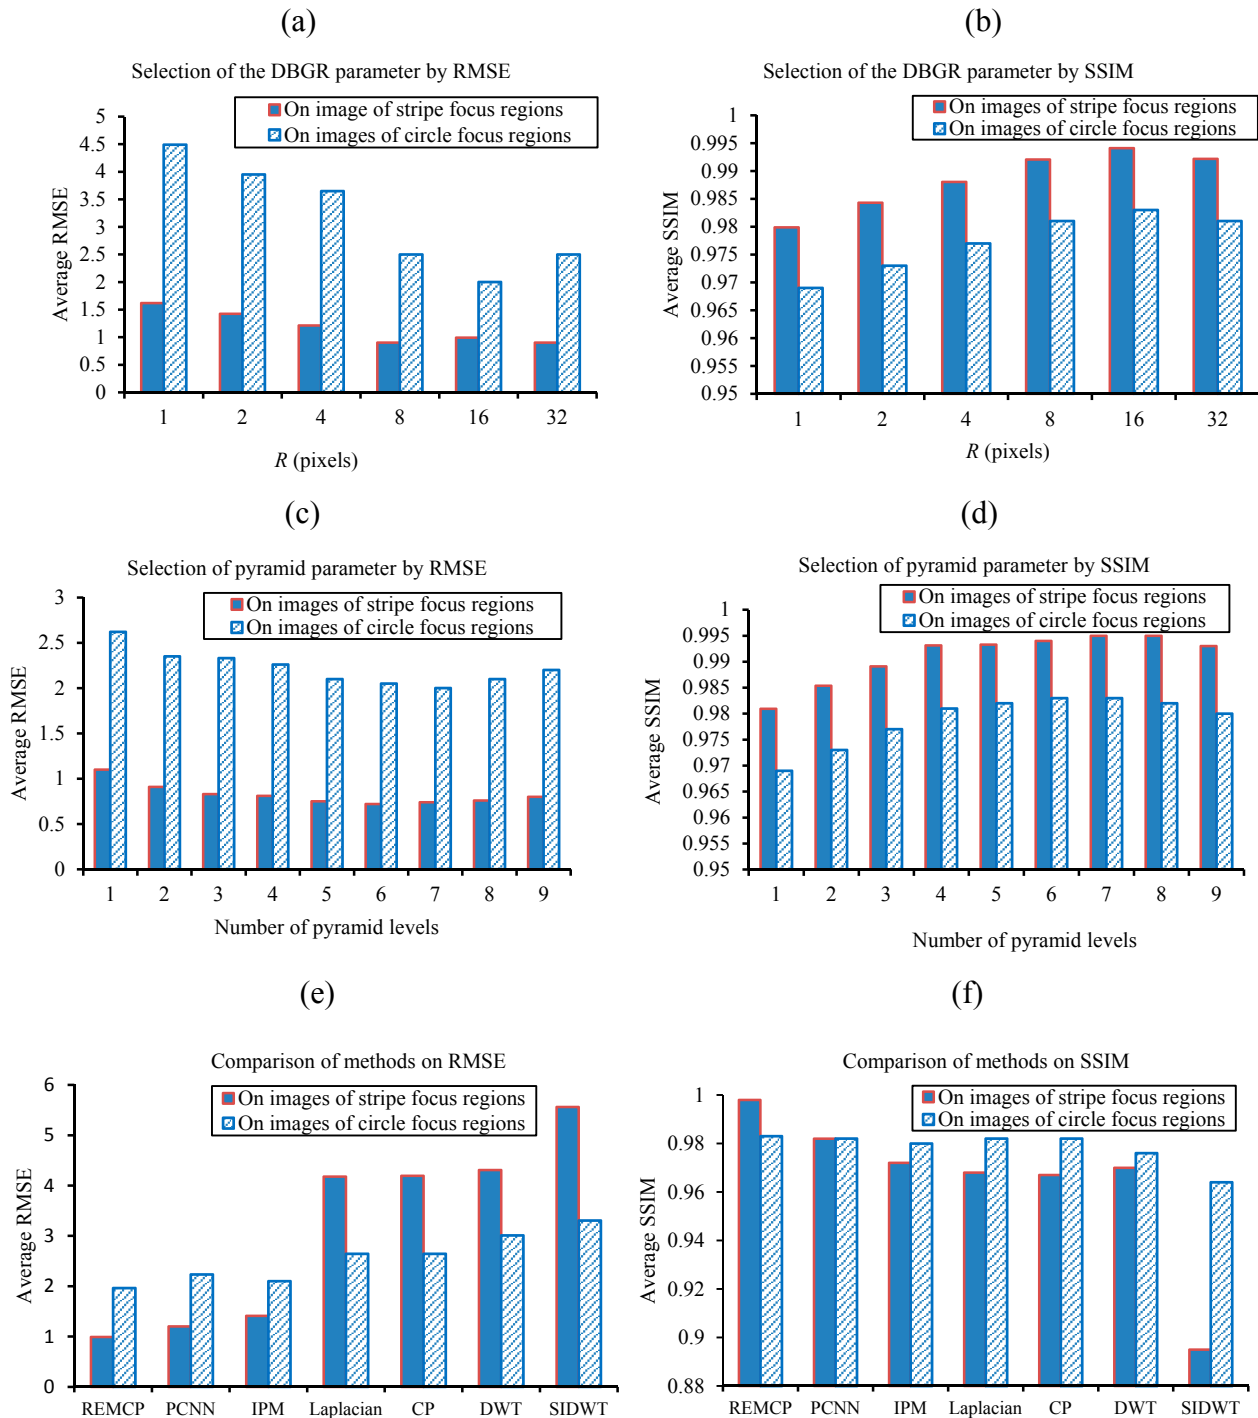 (a)
Selection of the DBGR parameter by RMSE
On image of stripe focus regions
On images of circle focus regions
5
4.5
4
3.5
3
2.5
2
1.5
1
0.5
0
Average RMSE
1 2 4 8 16 32
R (pixels)
(b)
Selection of the DBGR parameter by SSIM
On images of stripe focus regions
On images of circle focus regions
1
0.995
0.99
0.985
0.98
0.975
0.97
0.965
0.96
0.955
0.95
Average SSIM
1 2 4 8 16 32
R (pixels)
(c)
Selection of pyramid parameter by RMSE
On images of stripe focus regions
On images of circle focus regions
3
2.5
2
1.5
1
0.5
0
Average RMSE
1 2 3 4 5 6 7 8 9
Number of pyramid levels
(d)
Selection of pyramid parameter by SSIM
On images of stripe focus regions
On images of circle focus regions
1
0.995
0.99
0.985
0.98
0.975
0.97
0.965
0.96
0.955
0.95
Average SSIM
1 2 3 4 5 6 7 8 9
Number of pyramid levels
(e)
Comparison of methods on RMSE
On images of stripe focus regions
On images of circle focus regions
6
5
4
3
2
1
0
Average RMSE
REMCP PCNN IPM Laplacian CP DWT SIDWT
(f)
Comparison of methods on SSIM
On images of stripe focus regions
On images of circle focus regions
1
0.98
0.96
0.94
0.92
0.9
0.88
Average SSIM
REMCP PCNN IPM Laplacian CP DWT SIDWT